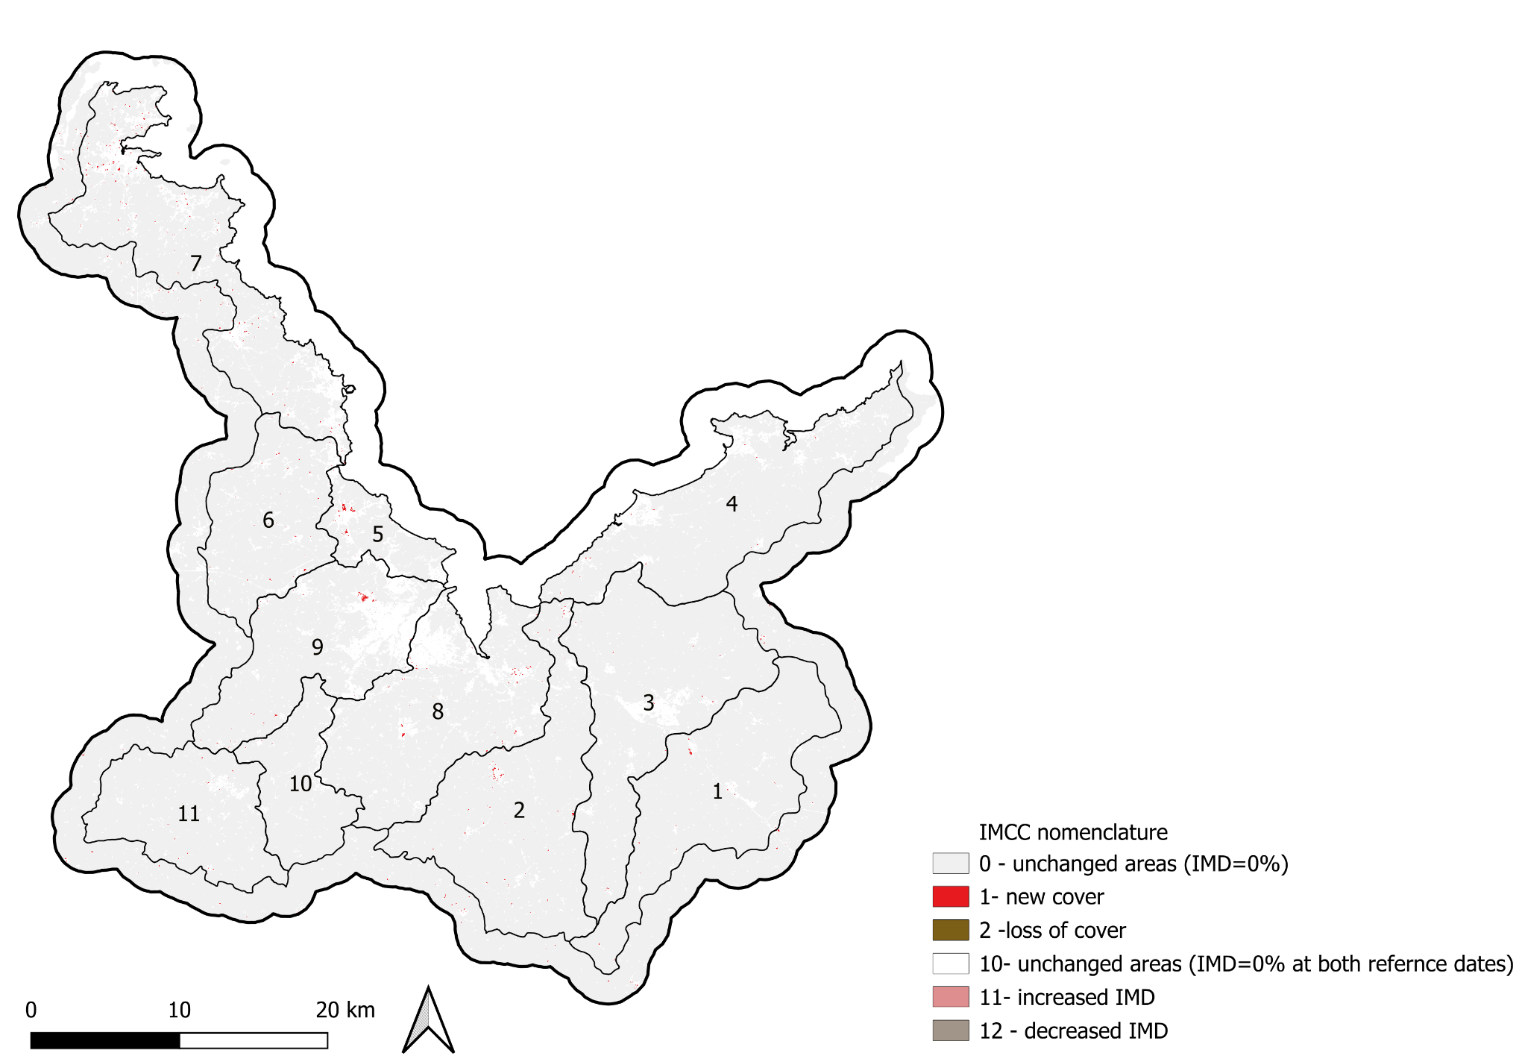 7
4
6
5
9
3
8
10
1
2
11
IMCC nomenclature
0 - unchanged areas (IMD=0%)
1- new cover
2 -loss of cover
10- unchanged areas (IMD=0% at both refernce dates)
11- increased IMD
12 - decreased IMD
0 10 20 km